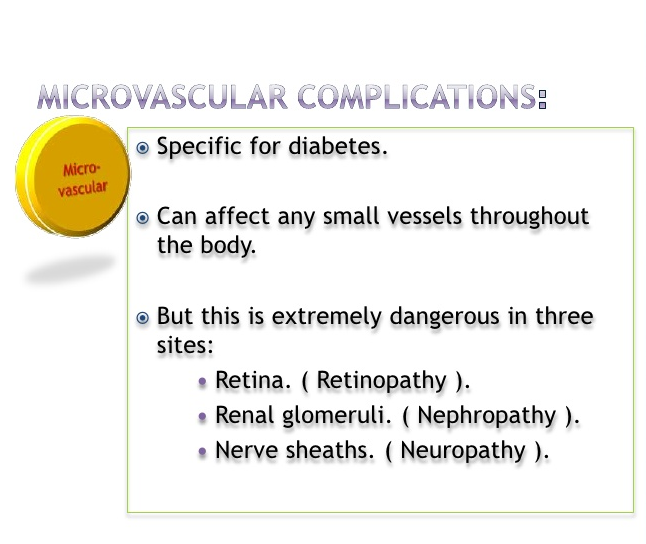 MICROVASCULAR COMPLICATIONS:
Micro-
vascular
Specific for diabetes.
Can affect any small vessels throughout
the body.
But this is extremely dangerous in three
sites:
• Retina. ( Retinopathy ).
• Renal glomeruli. ( Nephropathy ).
• Nerve sheaths. ( Neuropathy ).